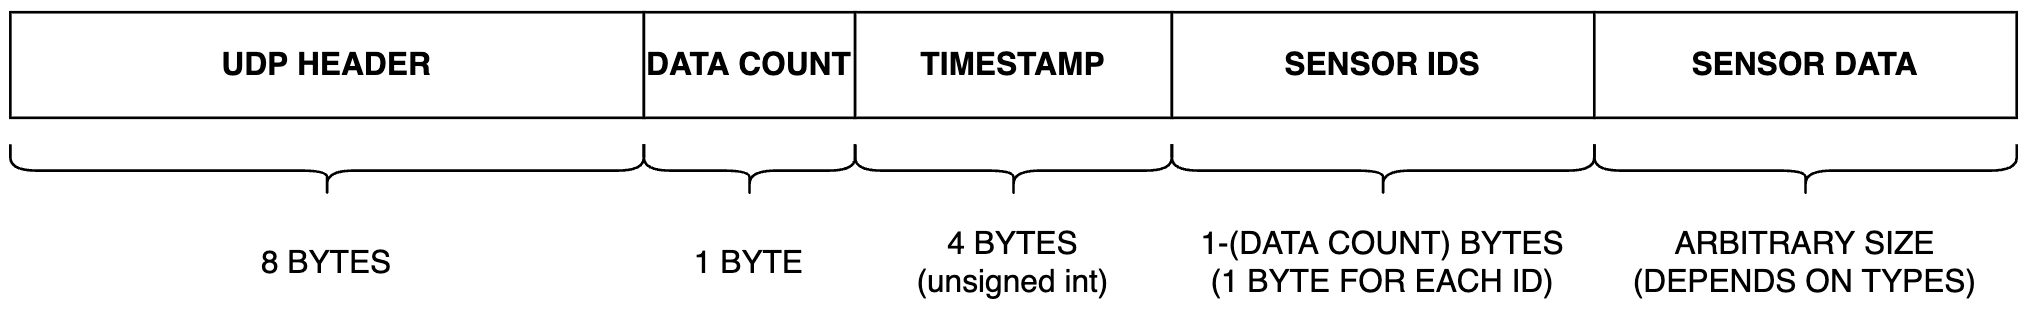 UDP HEADER
DATA COUNT
TIMESTAMP
SENSOR IDS
SENSOR DATA
8 BYTES
1 BYTE
4 BYTES
(unsigned int)
1-(DATA COUNT) BYTES
(1 BYTE FOR EACH ID)
ARBITRARY SIZE
(DEPENDS ON TYPES)